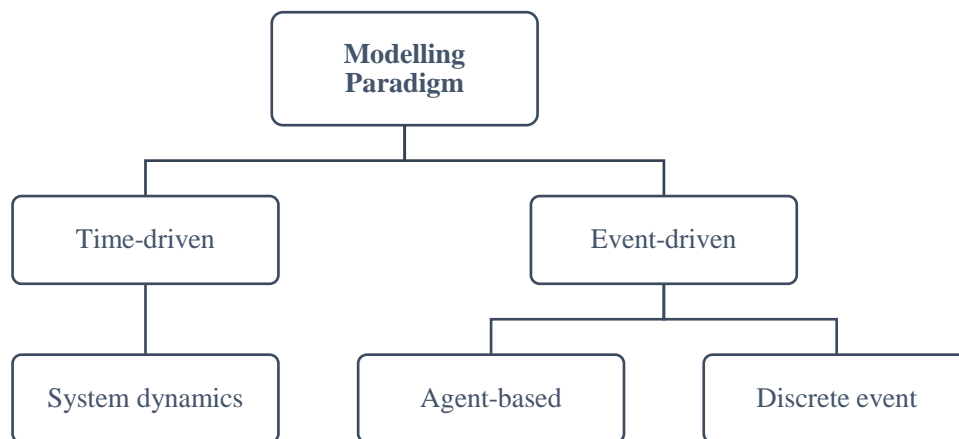 Modelling
Paradigm
Time-driven
Event-driven
System dynamics
Agent-based
Discrete event